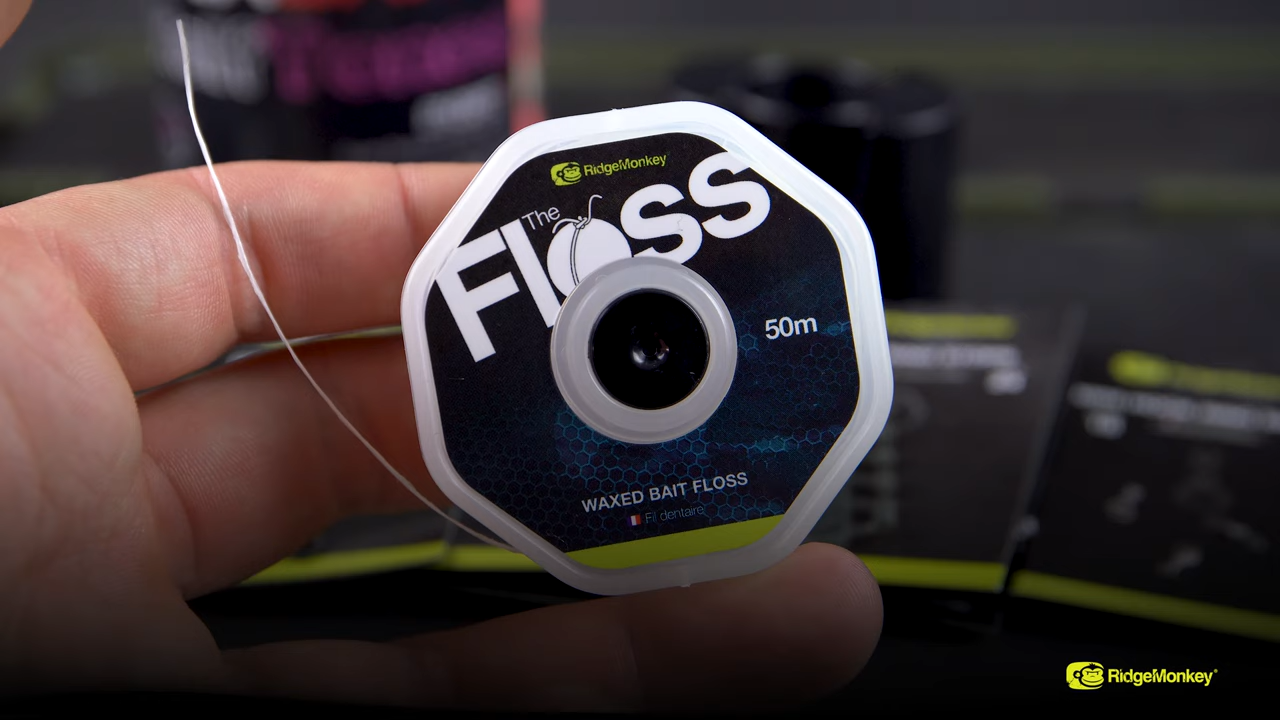 RidgeMonkey
The
Floss
50m
WAXED BAIT FLOSS
Fil dentaire
RidgeMonkey